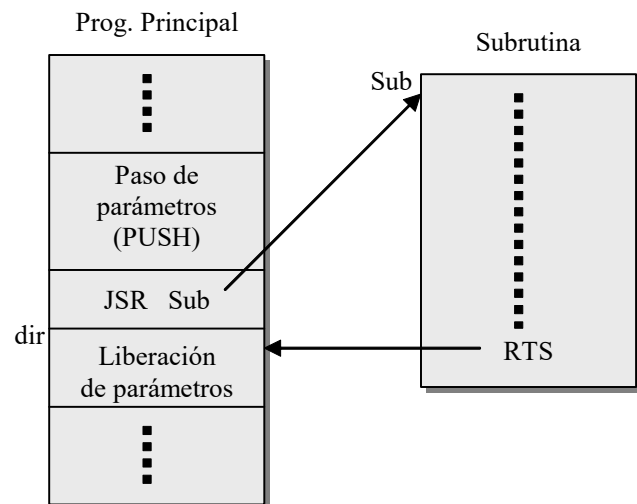 Prog. Principal
Paso de
parámetros
(PUSH)
JSR Sub
dir
Liberación
de parámetros
Subrutina
Sub
RTS